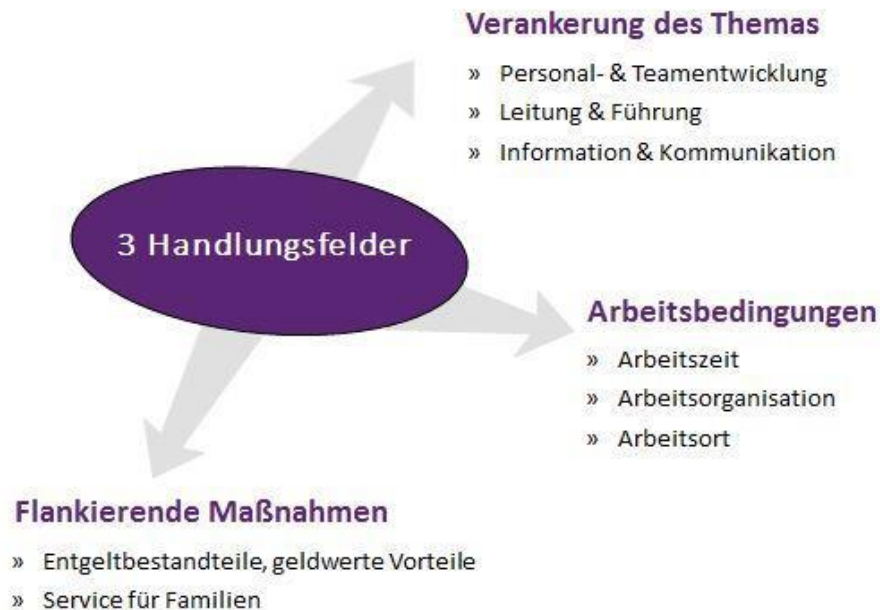 Verankerung des Themas
» Personal- & Teamentwicklung
» Leitung & Führung
» Information & Kommunikation
3 Handlungsfelder
Arbeitsbedingungen
» Arbeitszeit
» Arbeitsorganisation
» Arbeitsort
Flankierende Maßnahmen
» Entgeltbestandteile, geldwerte Vorteile
» Service für Familien